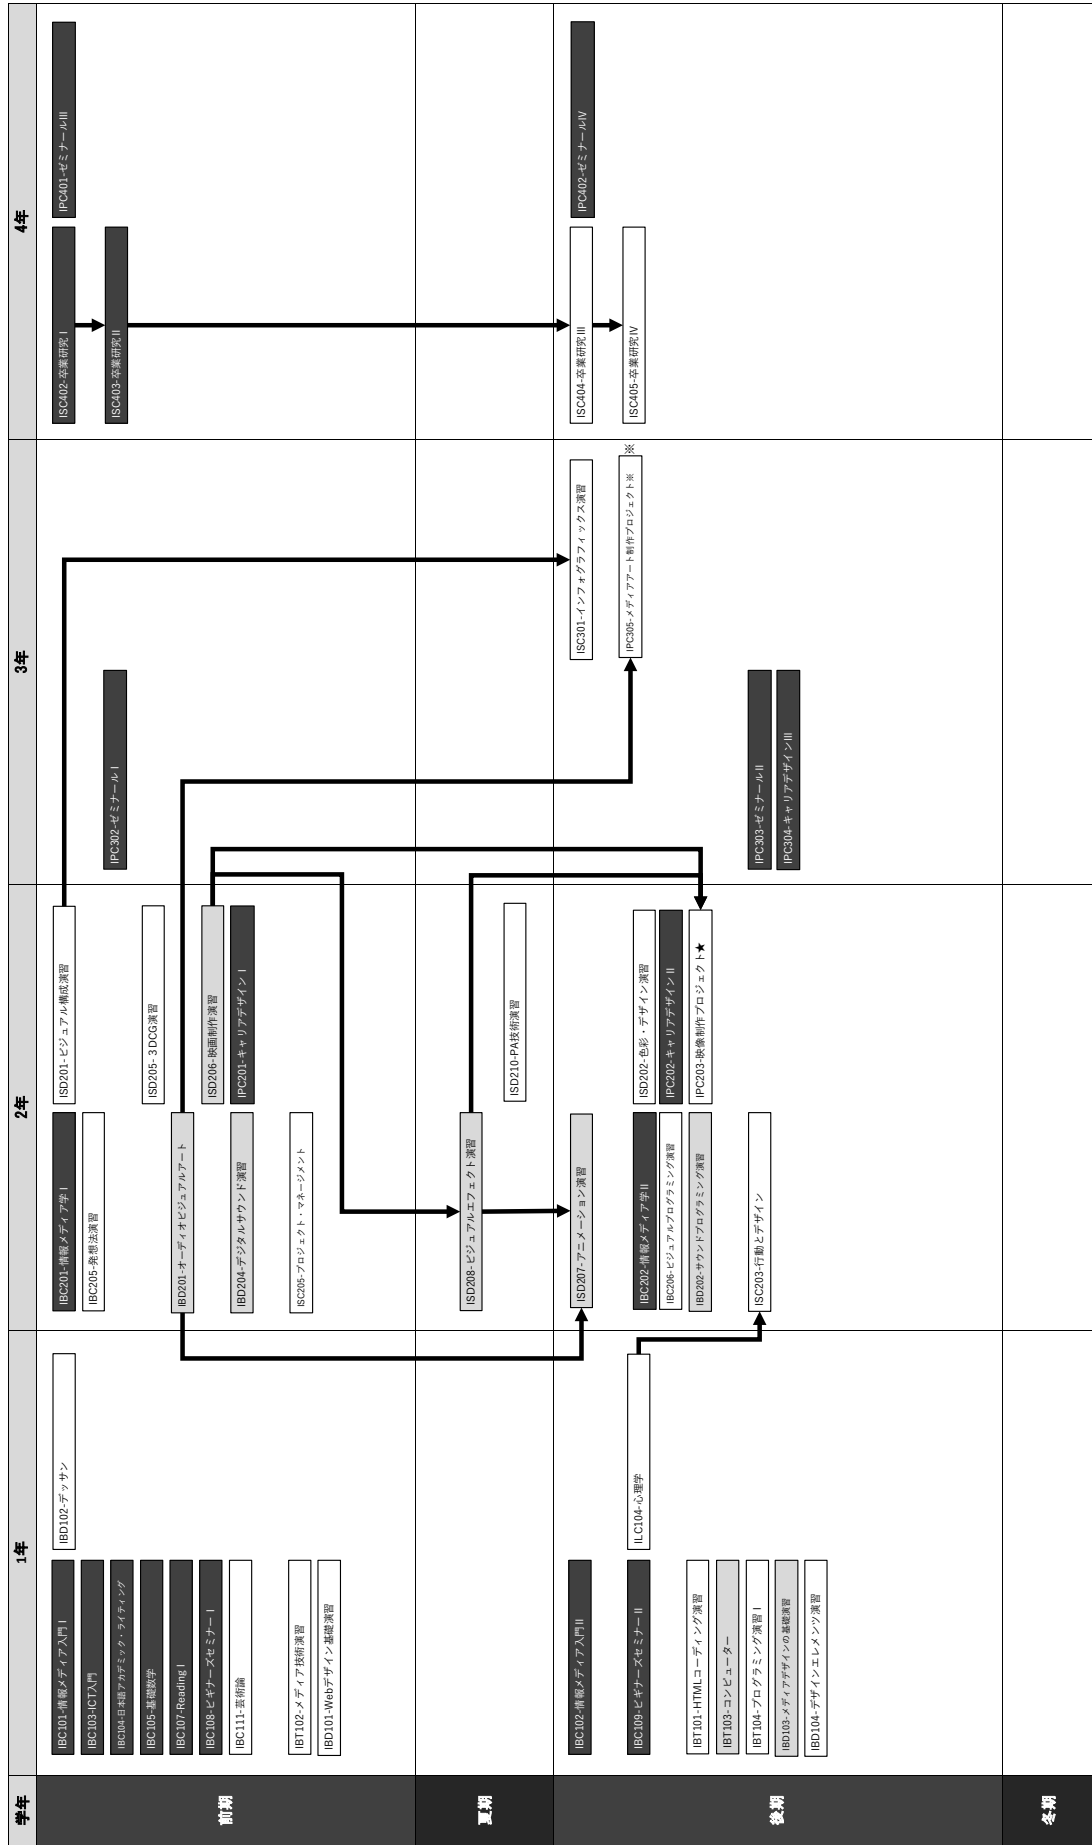 学年
1年
2年
3年
4年
前期
IBC101-情報メディア入門Ⅰ
IBC103-ICT入門
IBC104-日本語アカデミック・ライティング
IBC105-基礎数学
IBC107-Reading Ⅰ
IBC108-ビギナーズセミナーⅠ
IBC111-芸術論
IBT102-メディア技術演習
IBD101-Webデザイン基礎演習
IBD102-デッサン
IBC201-情報メディア学Ⅰ
IBC205-発想法演習
IBD201-オーディオビジュアルアート
IBD204-デジタルサウンド演習
ISC205-プロジェクト・マネージメント
ISD201-ビジュアル構成演習
ISD205-３DCG演習
ISD206-映画制作演習
IPC201-キャリアデザインⅠ
IPC302-ゼミナールⅠ
ISC402-卒業研究Ⅰ
ISC403-卒業研究Ⅱ
IPC401-ゼミナールⅢ
夏期
ISD208-ビジュアルエフェクト演習
ISD210-PA技術演習
後期
IBC102-情報メディア入門Ⅱ
IBC109-ビギナーズセミナーⅡ
IBT101-HTMLコーディング演習
IBT103-コンピューター
IBT104-プログラミング演習Ⅰ
IBD103-メディアデザインの基礎演習
IBD104-デザインエレメンツ演習
ILC104-心理学
ISD207-アニメーション演習
IBC202-情報メディア学Ⅱ
IBC206-ビジュアルプログラミング演習
IBD202-サウンドプログラミング演習
ISC203-行動とデザイン
ISD202-色彩・デザイン演習
IPC202-キャリアデザインⅡ
IPC203-映像制作プロジェクト★
IPC303-ゼミナールⅡ
IPC304-キャリアデザインⅢ
ISC301-インフォグラフィックス演習
IPC305-メディアアート制作プロジェクト※
※
ISC404-卒業研究Ⅲ
ISC405-卒業研究Ⅳ
IPC402-ゼミナールⅣ
冬期